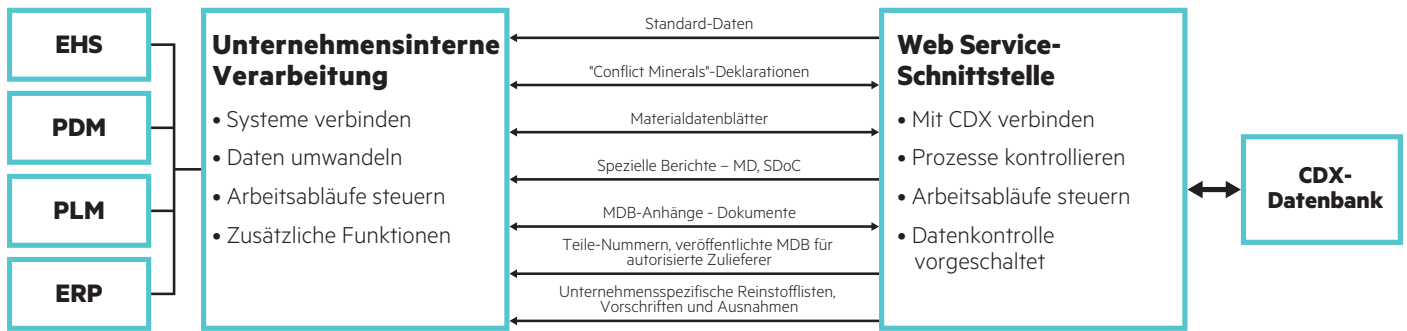 EHS
PDM
PLM
ERP
Unternehmensinterne
Verarbeitung
• Systeme verbinden
• Daten umwandeln
• Arbeitsabläufe steuern
• Zusätzliche Funktionen
Standard-Daten
"Conflict Minerals"-Deklarationen
Materialdatenblätter
Spezielle Berichte – MD, SDoC
MDB-Anhänge - Dokumente
Teile-Nummern, veröffentlichte MDB für
autorisierte Zulieferer
Unternehmensspezifische Reinstofflisten,
Vorschriften und Ausnahmen
Web Service-
Schnittstelle
• Mit CDX verbinden
• Prozesse kontrollieren
• Arbeitsabläufe steuern
• Datenkontrolle
vorgeschaltet
CDX-
Datenbank